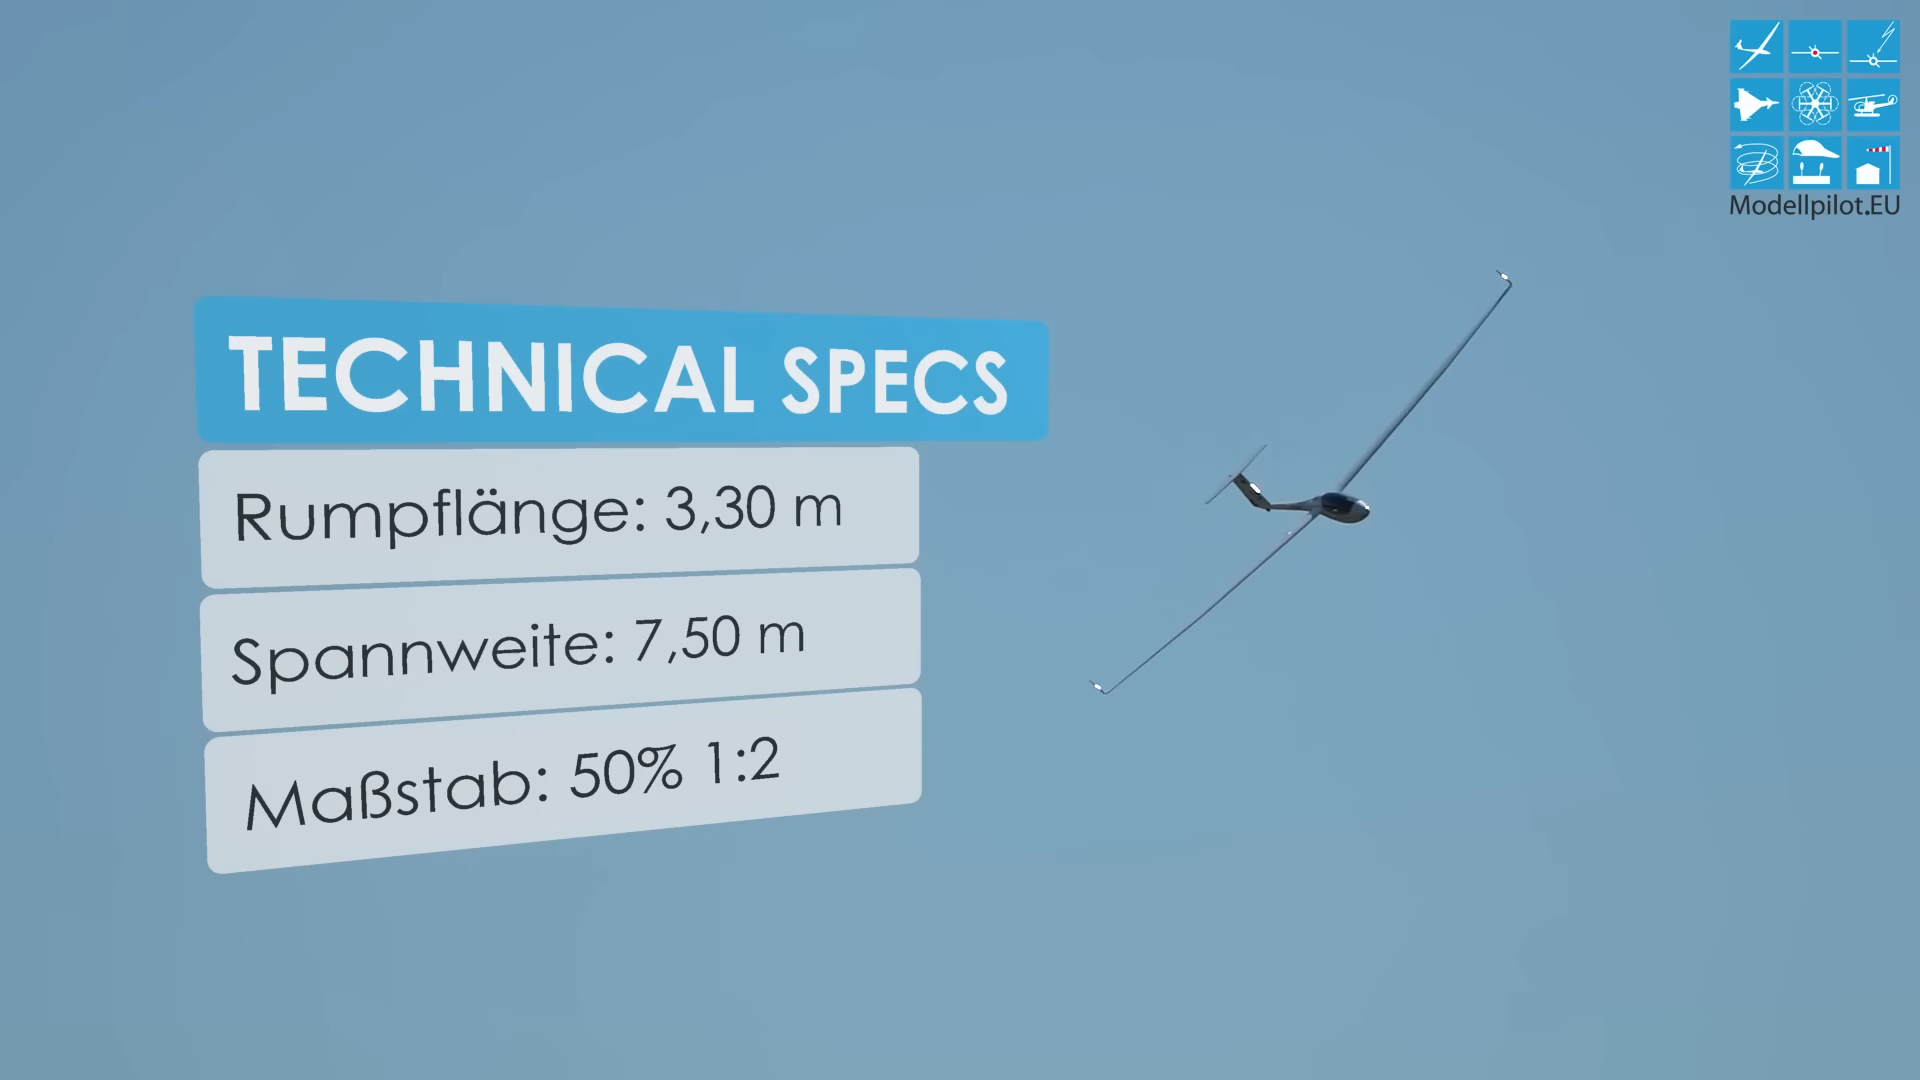 Modellpilot.EU
TECHNICAL SPECS
Rumpflänge: 3,30 m
Spannweite: 7,50 m
Maßstab: 50% 1:2